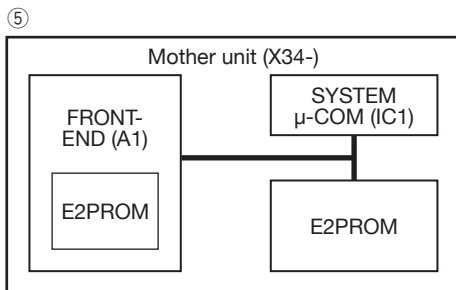 ⑤
Mother unit (X34-)
FRONT-
END (A1)
E2PROM
SYSTEM
µ-COM (IC1)
E2PROM